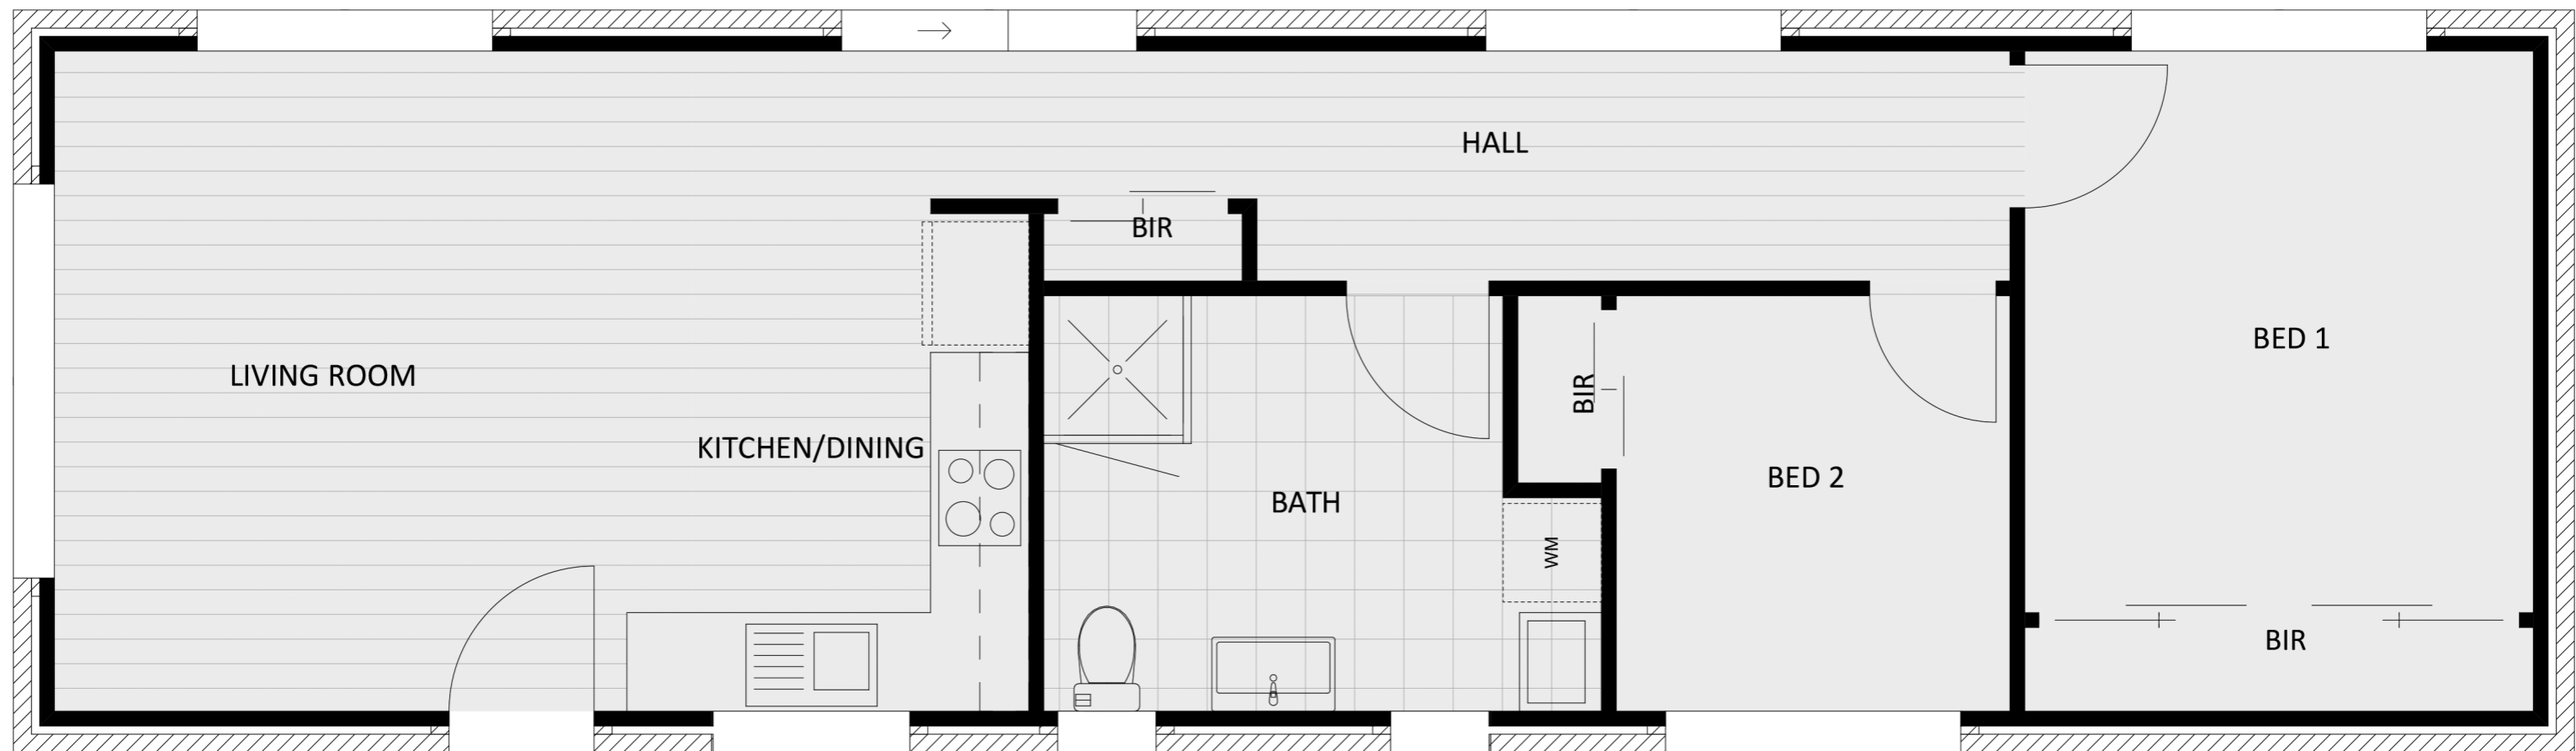 HALL
BIR
BED 1
LIVING ROOM
BIR
KITCHEN/DINING
BED 2
BATH
WM
BIR